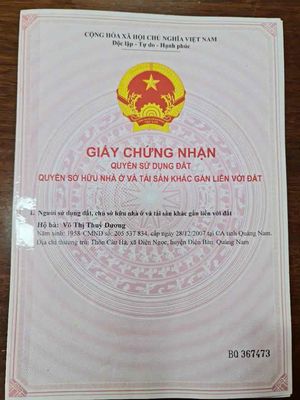 CỘNG HÒA XÃ HỘI CHỦ NGHĨA VIỆT NAM
Độc lập - Tự do - Hạnh phúc
GIẤY CHỨNG NHẬN
QUYỀN SỬ DỤNG ĐẤT
QUYỀN SỞ HỮU NHÀ Ở VÀ TÀI SẢN KHÁC GẮN LIỀN VỚI ĐẤT
I. Người sử dụng đất, chủ sở hữu nhà ở và tài sản khác gắn liền với đất
Hộ bà: Võ Thị Thuỳ Dương
Năm sinh: 1958 CMND số: 205 537 834, cấp ngày 28/12/2007 tại CA tỉnh Quảng Nam.
Địa chỉ thường trú: Thôn Câu Hà, xã Điện Ngọc, huyện Điện Bàn, Quảng Nam
BQ 367473